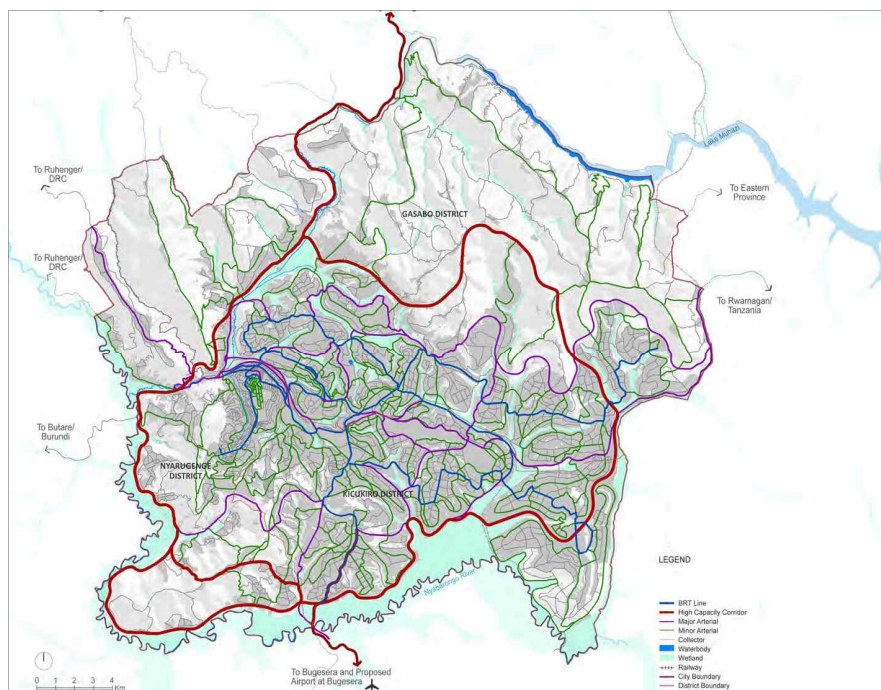 Lake Muhazi
To Ruhenger/
DRC
To Eastern
Province
GASABO DISTRICT
To Ruhenger/
DRC
To Rwamagan/
Tanzania
To Butare/
Burundi
NYARUGENGE
DISTRICT
KICUKIRO DISTRICT
Nyabarongo River
LEGEND
BRT Line
High Capacity Corridor
Major Arterial
Minor Arterial
Collector
Waterbody
Wetland
Railway
City Boundary
District Boundary
To Bugesera and Proposed
Airport at Bugesera
0 1 2 3 4
Km